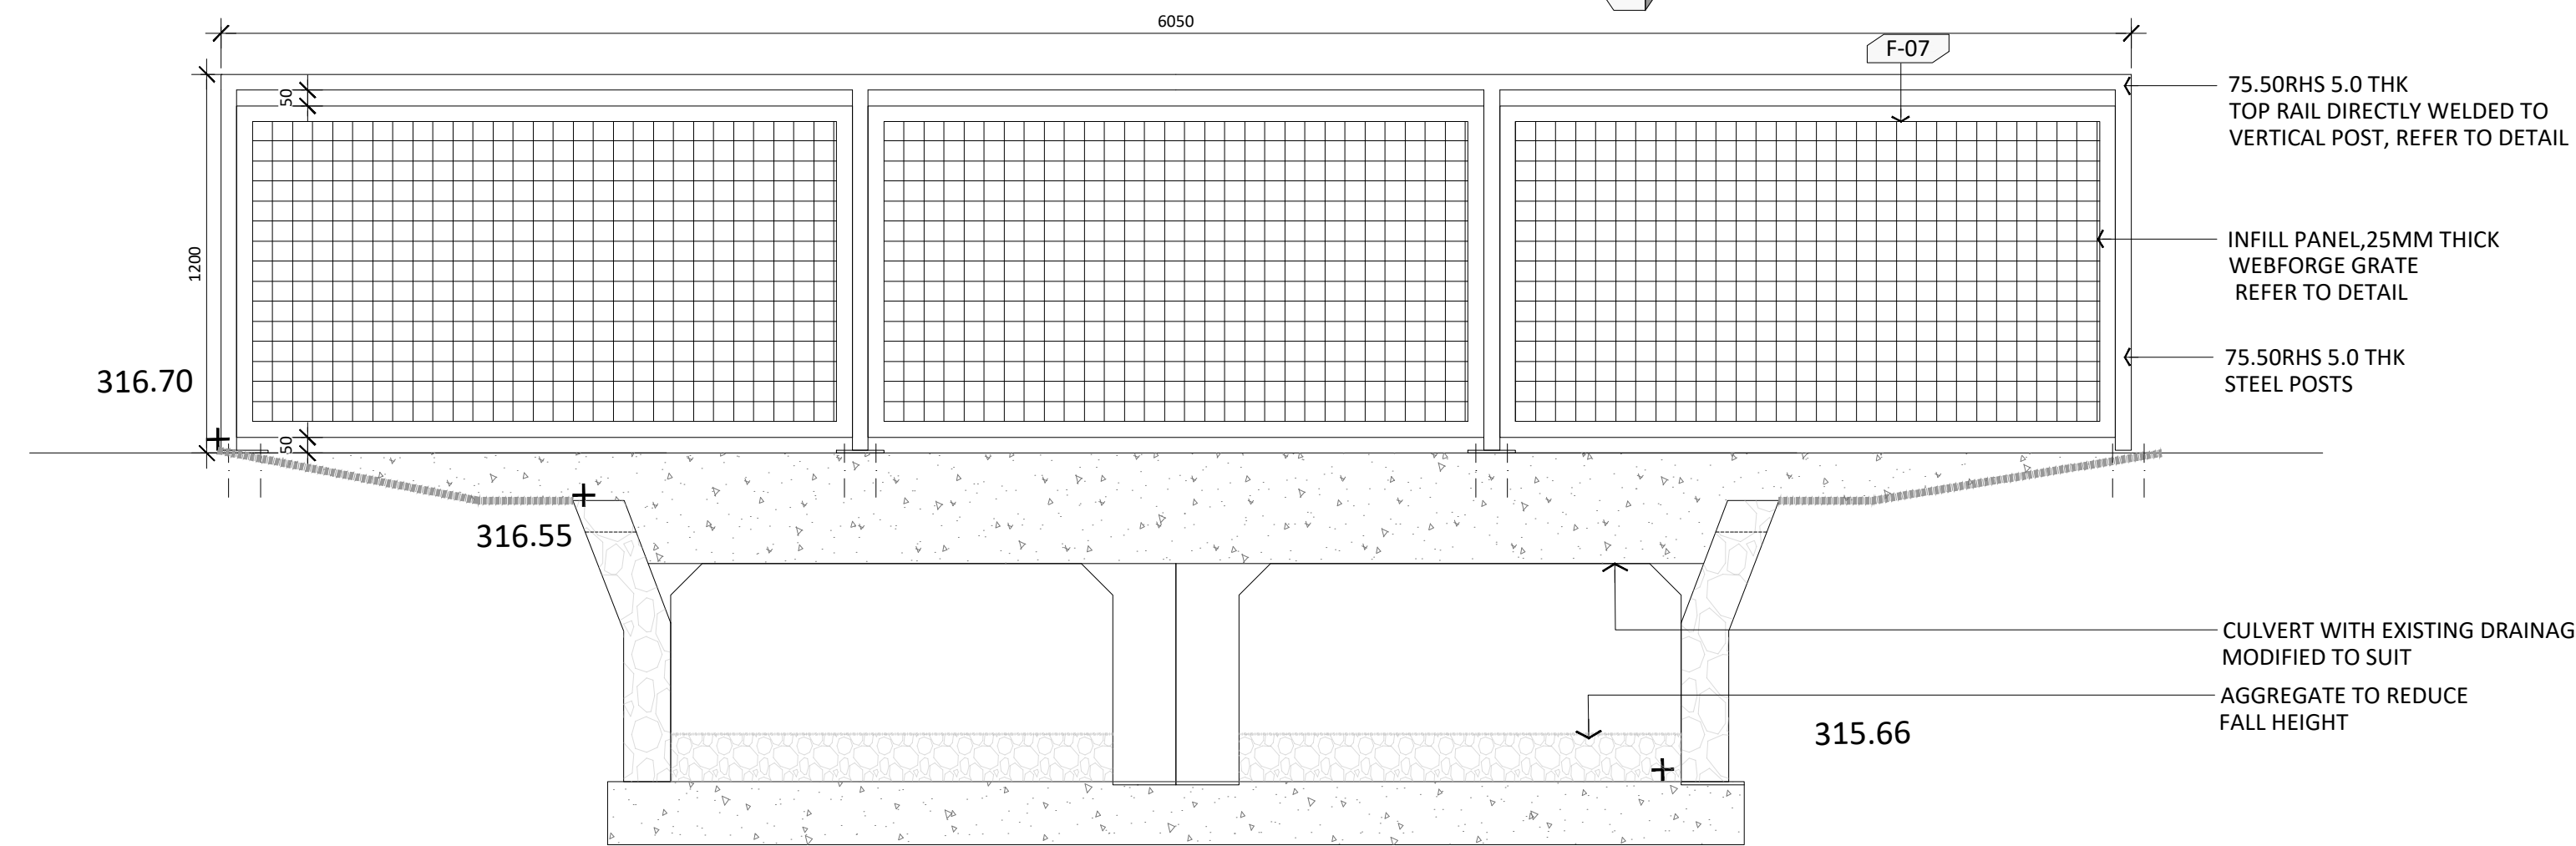 6050
F-07
50
75.50RHS 5.0 THK
TOP RAIL DIRECTLY WELDED TO
VERTICAL POST, REFER TO DETAIL
1200
INFILL PANEL,25MM THICK
WEBFORGE GRATE
REFER TO DETAIL
316.70
75.50RHS 5.0 THK
STEEL POSTS
50
316.55
CULVERT WITH EXISTING DRAINAG
MODIFIED TO SUIT
AGGREGATE TO REDUCE
FALL HEIGHT
315.66